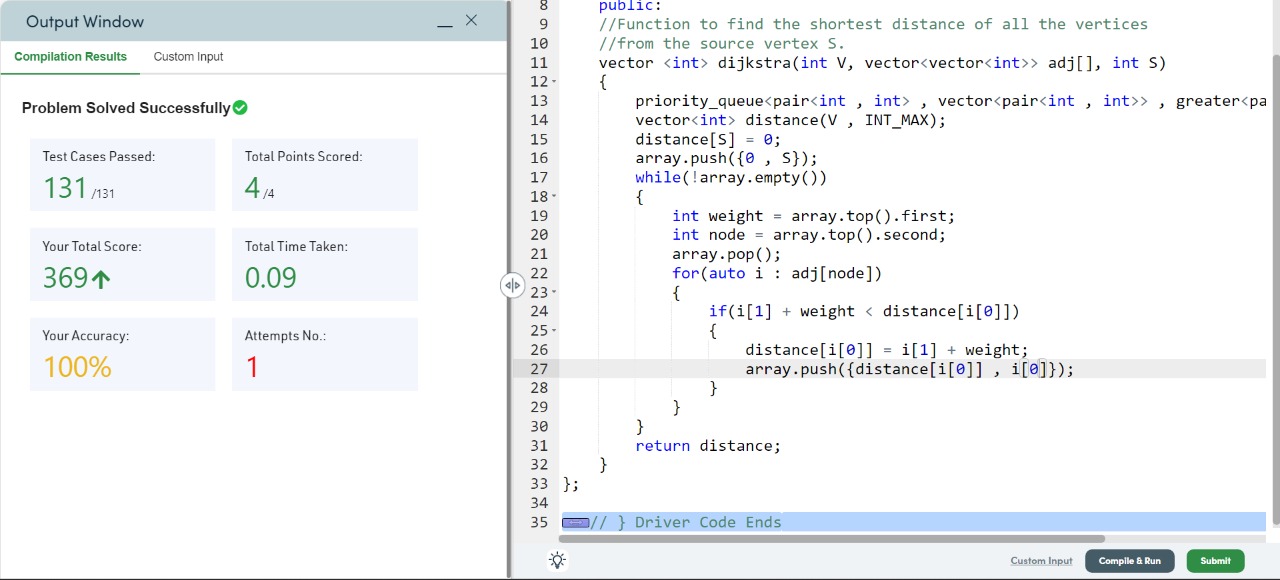 Output Window
Compilation Results
Custom Input
Problem Solved Successfully
Test Cases Passed:
131 /131
Total Points Scored:
4 /4
Your Total Score:
369
Total Time Taken:
0.09
Your Accuracy:
100%
Attempts No.:
1
8 public:
9 //Function to find the shortest distance of all the vertices
10 //from the source vertex S.
11 vector <int> dijkstra(int V, vector<vector<int>> adj[], int S)
12 {
13 priority_queue<pair<int , int> , vector<pair<int , int>> , greater<pa
14 vector<int> distance(V , INT_MAX);
15 distance[S] = 0;
16 array.push({0 , S});
17 while(!array.empty())
18 {
19 int weight = array.top().first;
20 int node = array.top().second;
21 array.pop();
22 for(auto i : adj[node])
23 {
24 if(i[1] + weight < distance[i[0]])
25 {
26 distance[i[0]] = i[1] + weight;
27 array.push({distance[i[0]] , i[0]});
28 }
29 }
30 }
31 return distance;
32 }
33 };
34
35 // } Driver Code Ends
Custom Input
Compile & Run
Submit